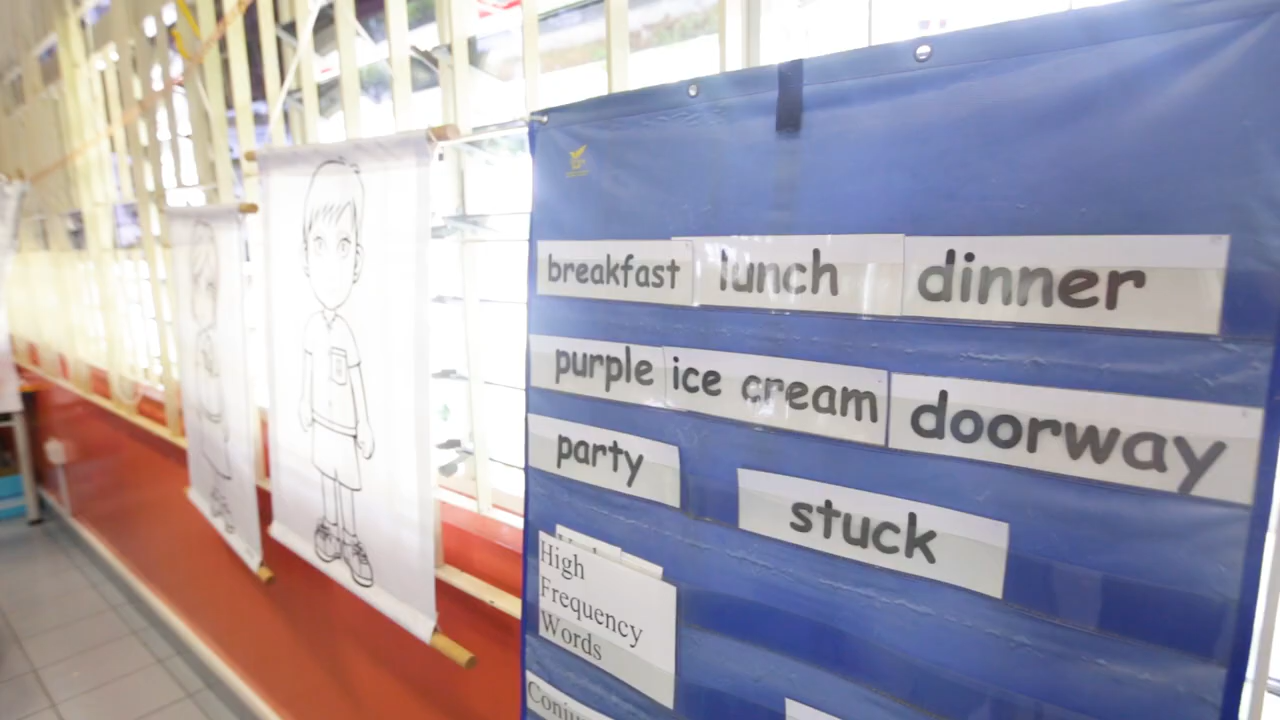 breakfast lunch dinner
purple ice cream doorway
party
stuck
High
Frequency
Words